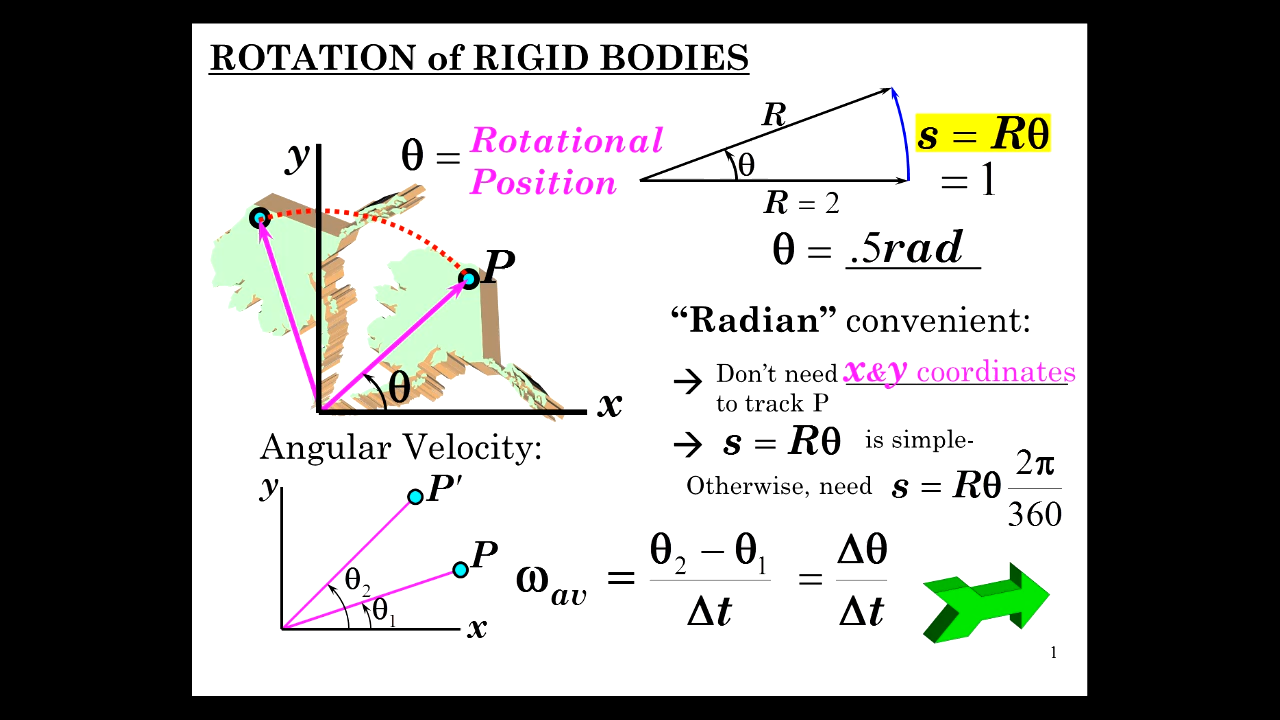 ROTATION of RIGID BODIES
θ = Rotational
Position
y
P
θ
x
R
θ
R = 2
s = Rθ
= 1
θ = .5rad
“Radian” convenient:
→ Don’t need x&y coordinates
to track P
→ s = Rθ is simple-
Otherwise, need s = Rθ 2π/360
Angular Velocity:
y
P′
P
θ₂
θ₁
x
ω_av = (θ₂ − θ₁)/Δt = Δθ/Δt
1